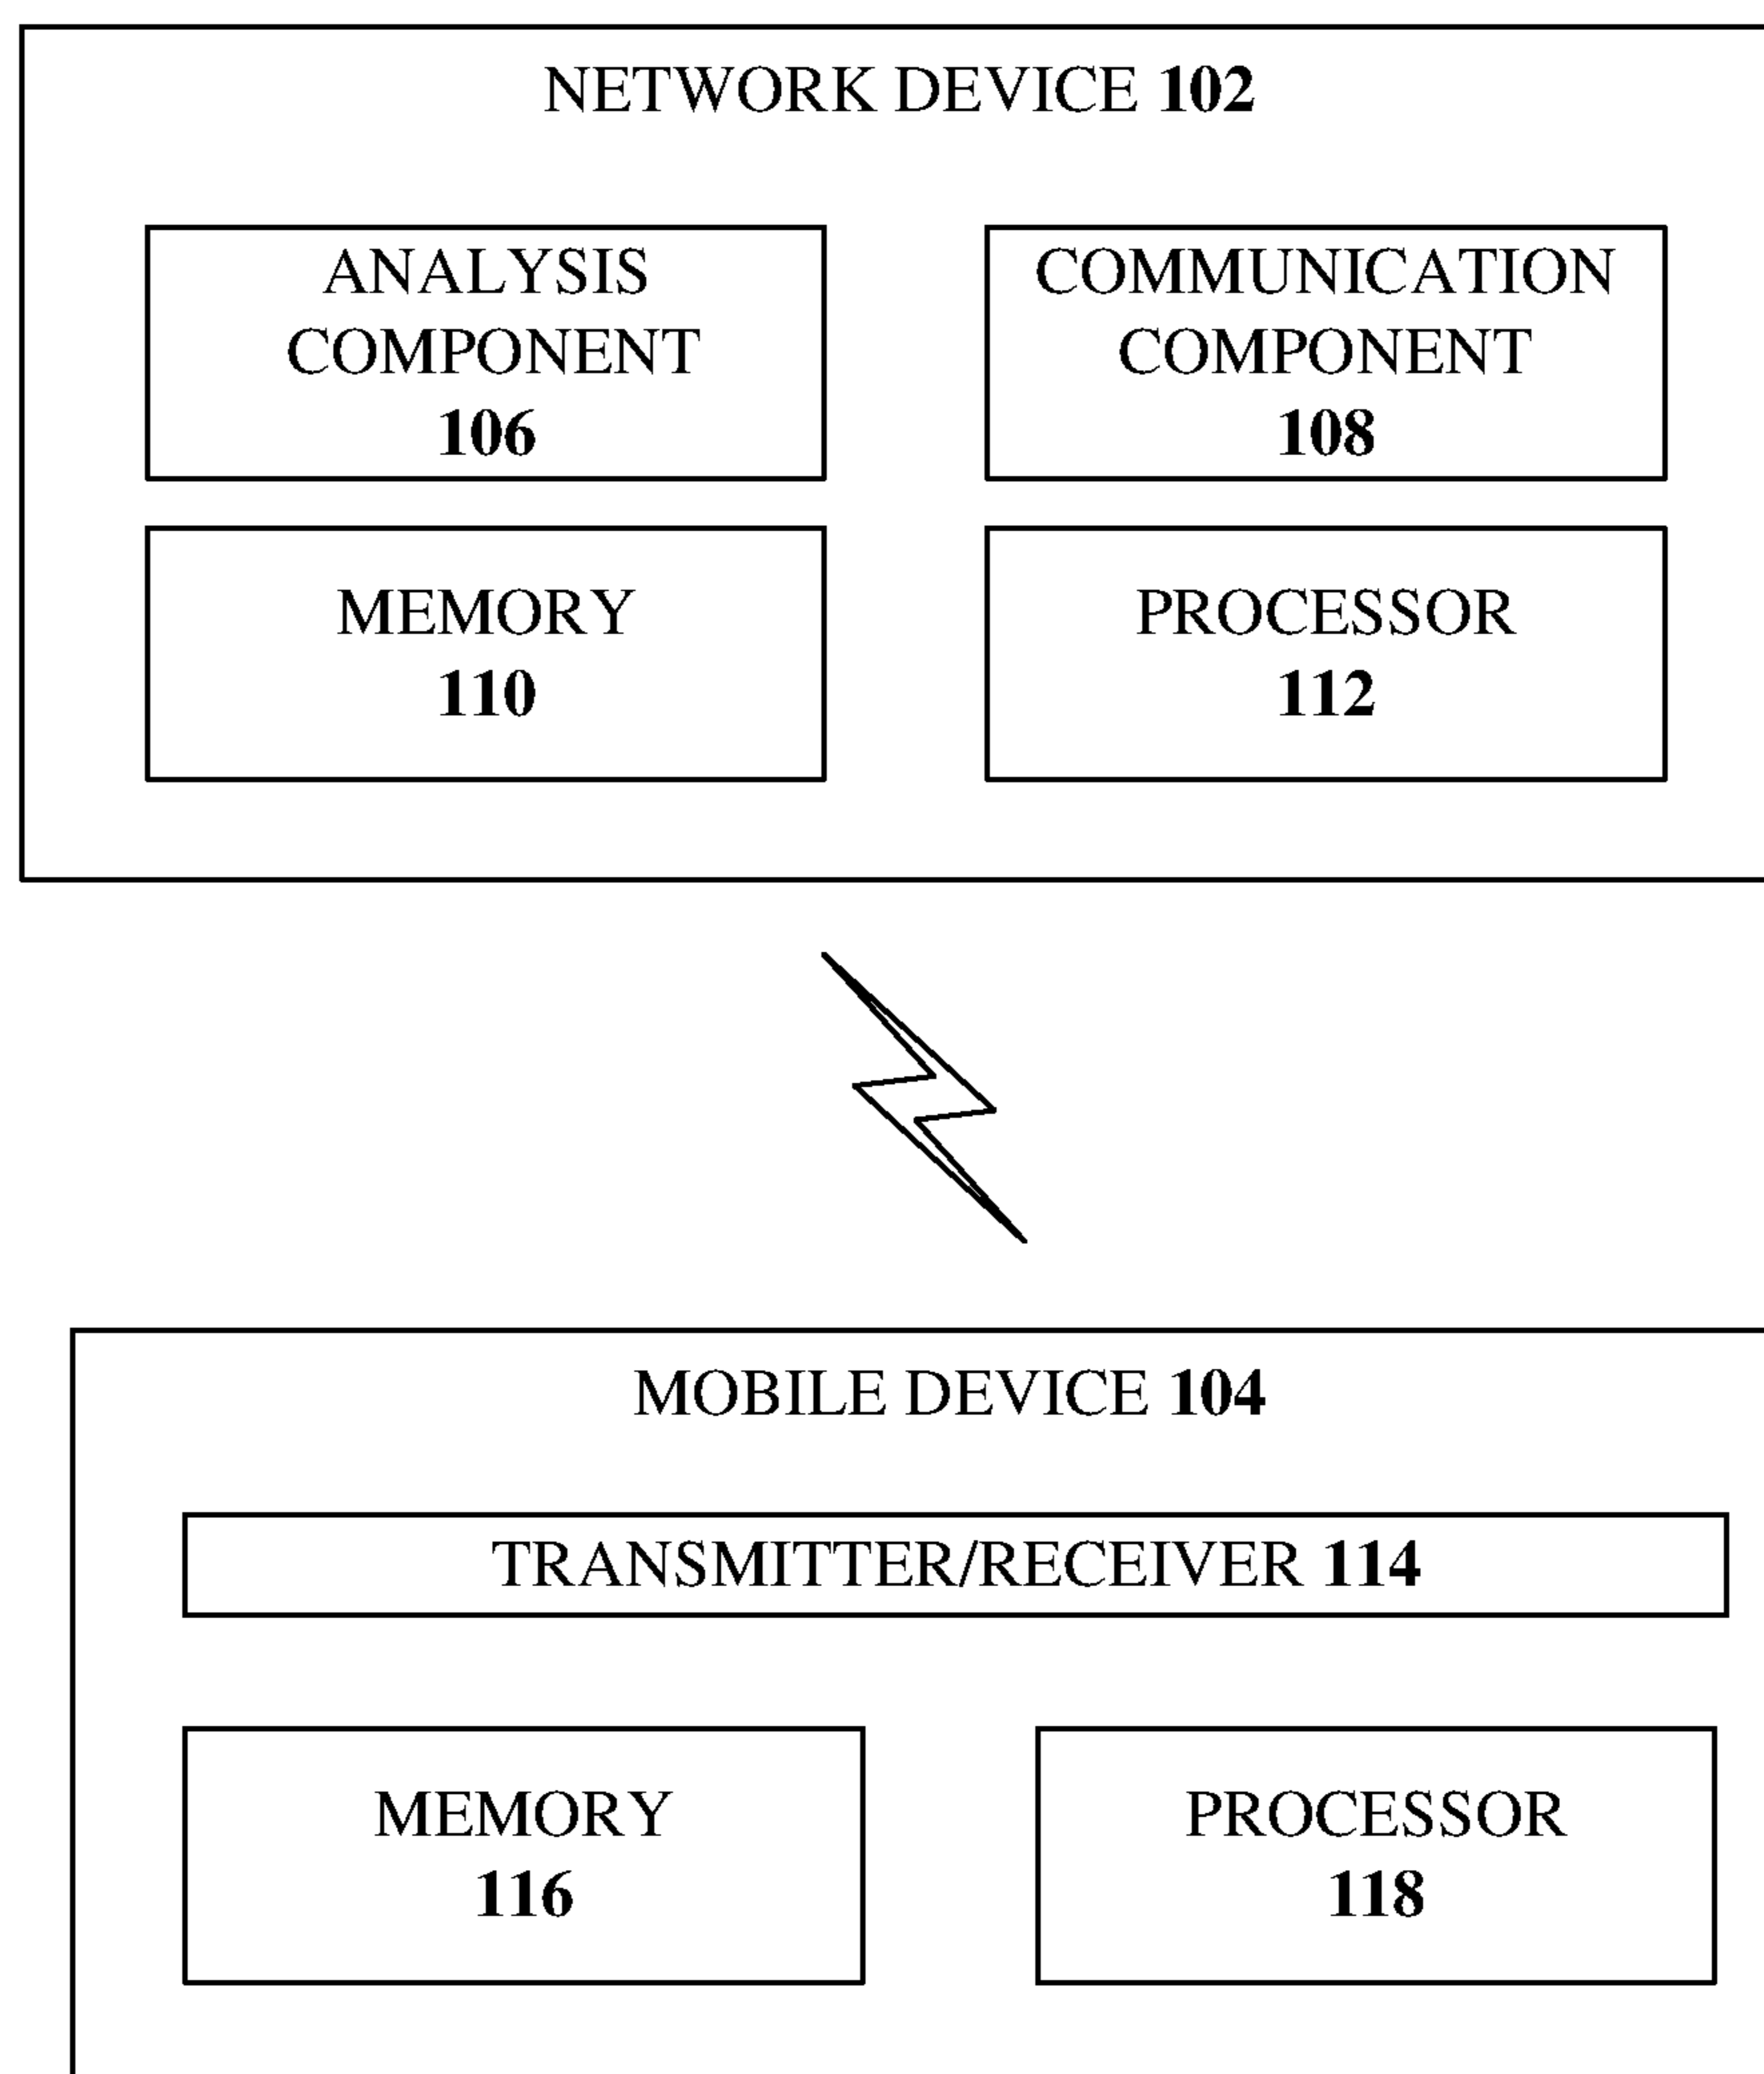 NETWORK DEVICE 102
ANALYSIS
COMPONENT
106
COMMUNICATION
COMPONENT
108
MEMORY
110
PROCESSOR
112
MOBILE DEVICE 104
TRANSMITTER/RECEIVER 114
MEMORY
116
PROCESSOR
118